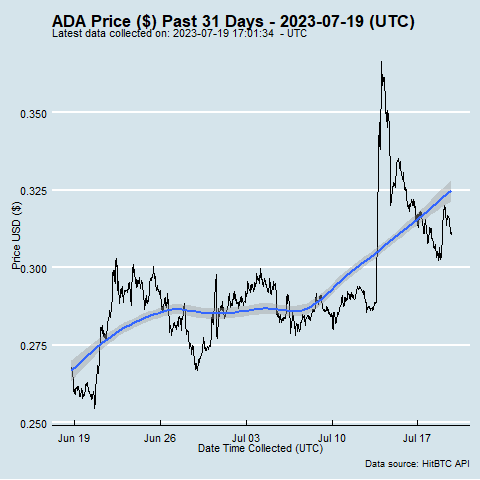 ADA Price ($) Past 31 Days - 2023-07-19 (UTC)
Latest data collected on: 2023-07-19 17:01:34  - UTC
0.350
0.325
0.300
0.275
0.250
Price USD ($)
Jun 19 Jun 26 Jul 03 Jul 10 Jul 17
Date Time Collected (UTC)
Data source: HitBTC API